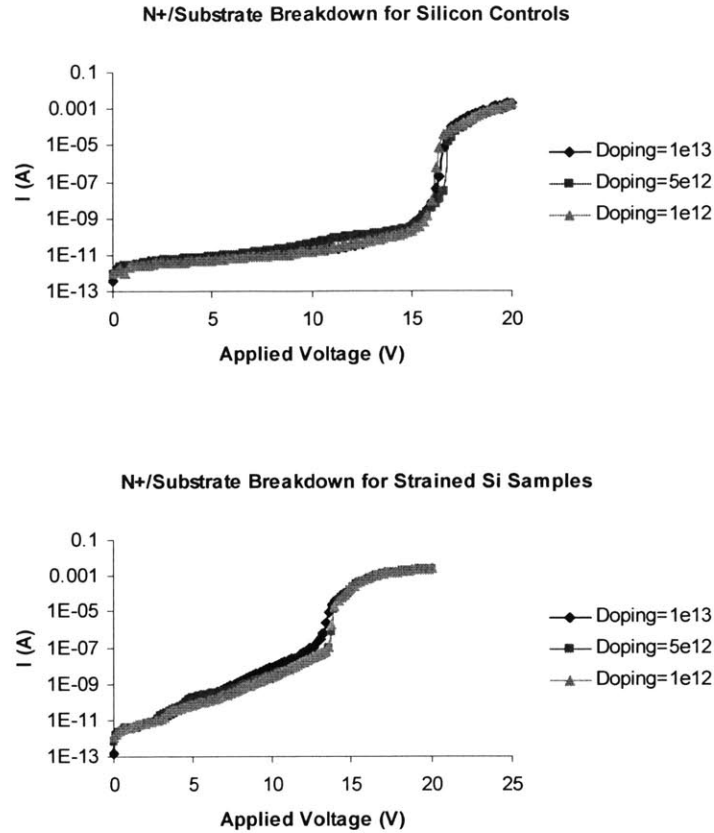 N+/Substrate Breakdown for Silicon Controls
0.1
0.001
1E-05
1E-07
1E-09
1E-11
1E-13
I (A)
0 5 10 15 20
Applied Voltage (V)
Doping=1e13
Doping=5e12
Doping=1e12
N+/Substrate Breakdown for Strained Si Samples
0.1
0.001
1E-05
1E-07
1E-09
1E-11
1E-13
I (A)
0 5 10 15 20 25
Applied Voltage (V)
Doping=1e13
Doping=5e12
Doping=1e12